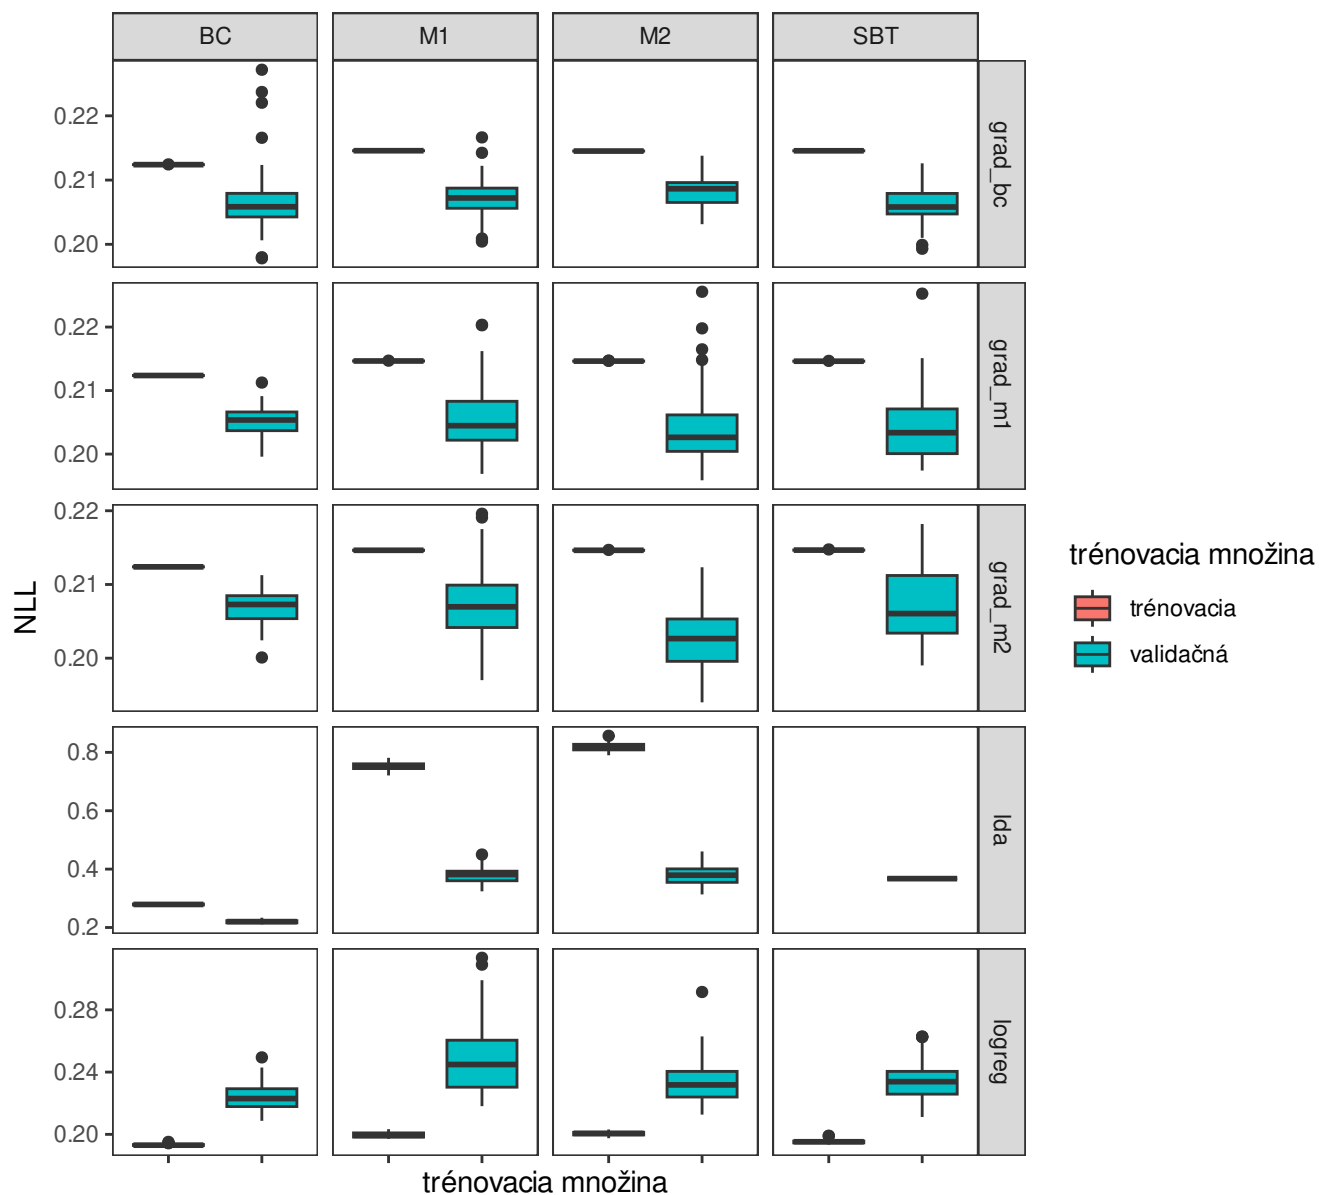 BC M1 M2 SBT
0.22
0.21
0.20
grad_bc
0.22
0.21
0.20
grad_m1
0.22
0.21
0.20
grad_m2
0.8
0.6
0.4
0.2
lda
0.28
0.24
0.20
logreg
NLL
trénovacia množina
trénovacia množina
trénovacia
validačná